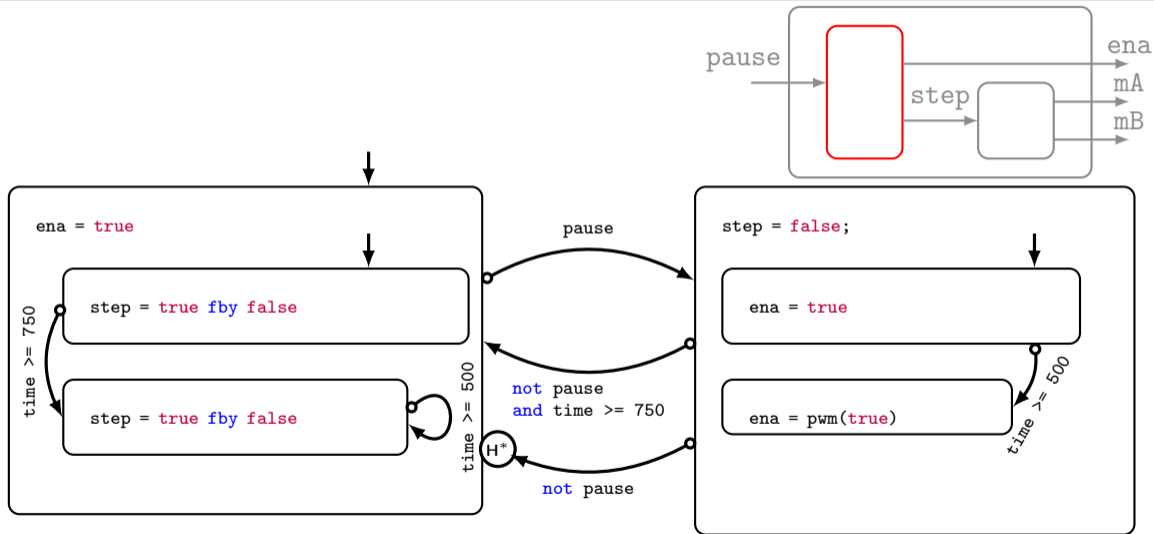 pause
ena
step
mA
mB
ena = true
step = true fby false
time >= 750
step = true fby false
time >= 500
pause
not pause
and time >= 750
H*
not pause
step = false;
ena = true
time >= 500
ena = pwm(true)